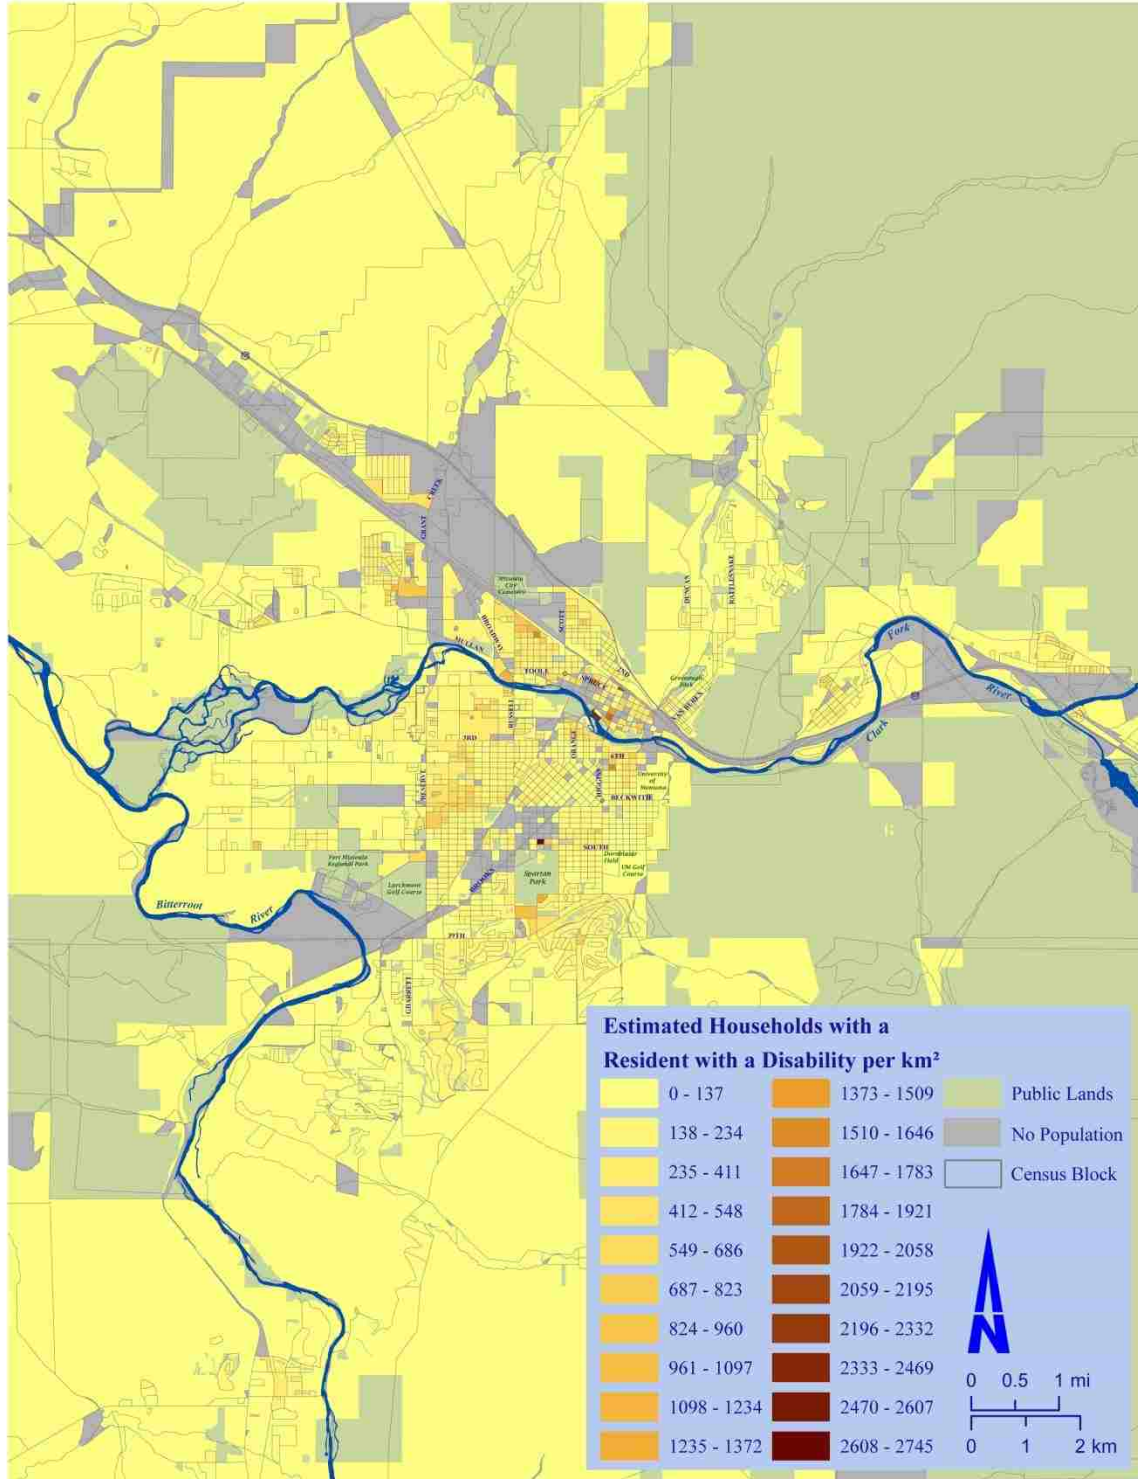 GRANT
CREEK
Missoula
City
Cemetery
SCOTT
DUNCAN
RATTLESNAKE
BROADWAY
MULLAN
TOOLE
SPRUCE
2ND
Greenough
Park
VAN BUREN
Clark
Fork
River
RUSSELL
3RD
RESERVE
ORANGE
6TH
HIGGINS
University
of
Montana
BECKWITH
SOUTH
Dornblaser
Field
UM Golf
Course
Fort Missoula
Regional Park
Larchmont
Golf Course
BROOKS
Spartan
Park
Bitterroot
River
39TH
GHARRETT
Estimated Households with a
Resident with a Disability per km²
0 - 137
138 - 234
235 - 411
412 - 548
549 - 686
687 - 823
824 - 960
961 - 1097
1098 - 1234
1235 - 1372
1373 - 1509
1510 - 1646
1647 - 1783
1784 - 1921
1922 - 2058
2059 - 2195
2196 - 2332
2333 - 2469
2470 - 2607
2608 - 2745
Public Lands
No Population
Census Block
N
0 0.5 1 mi
0 1 2 km